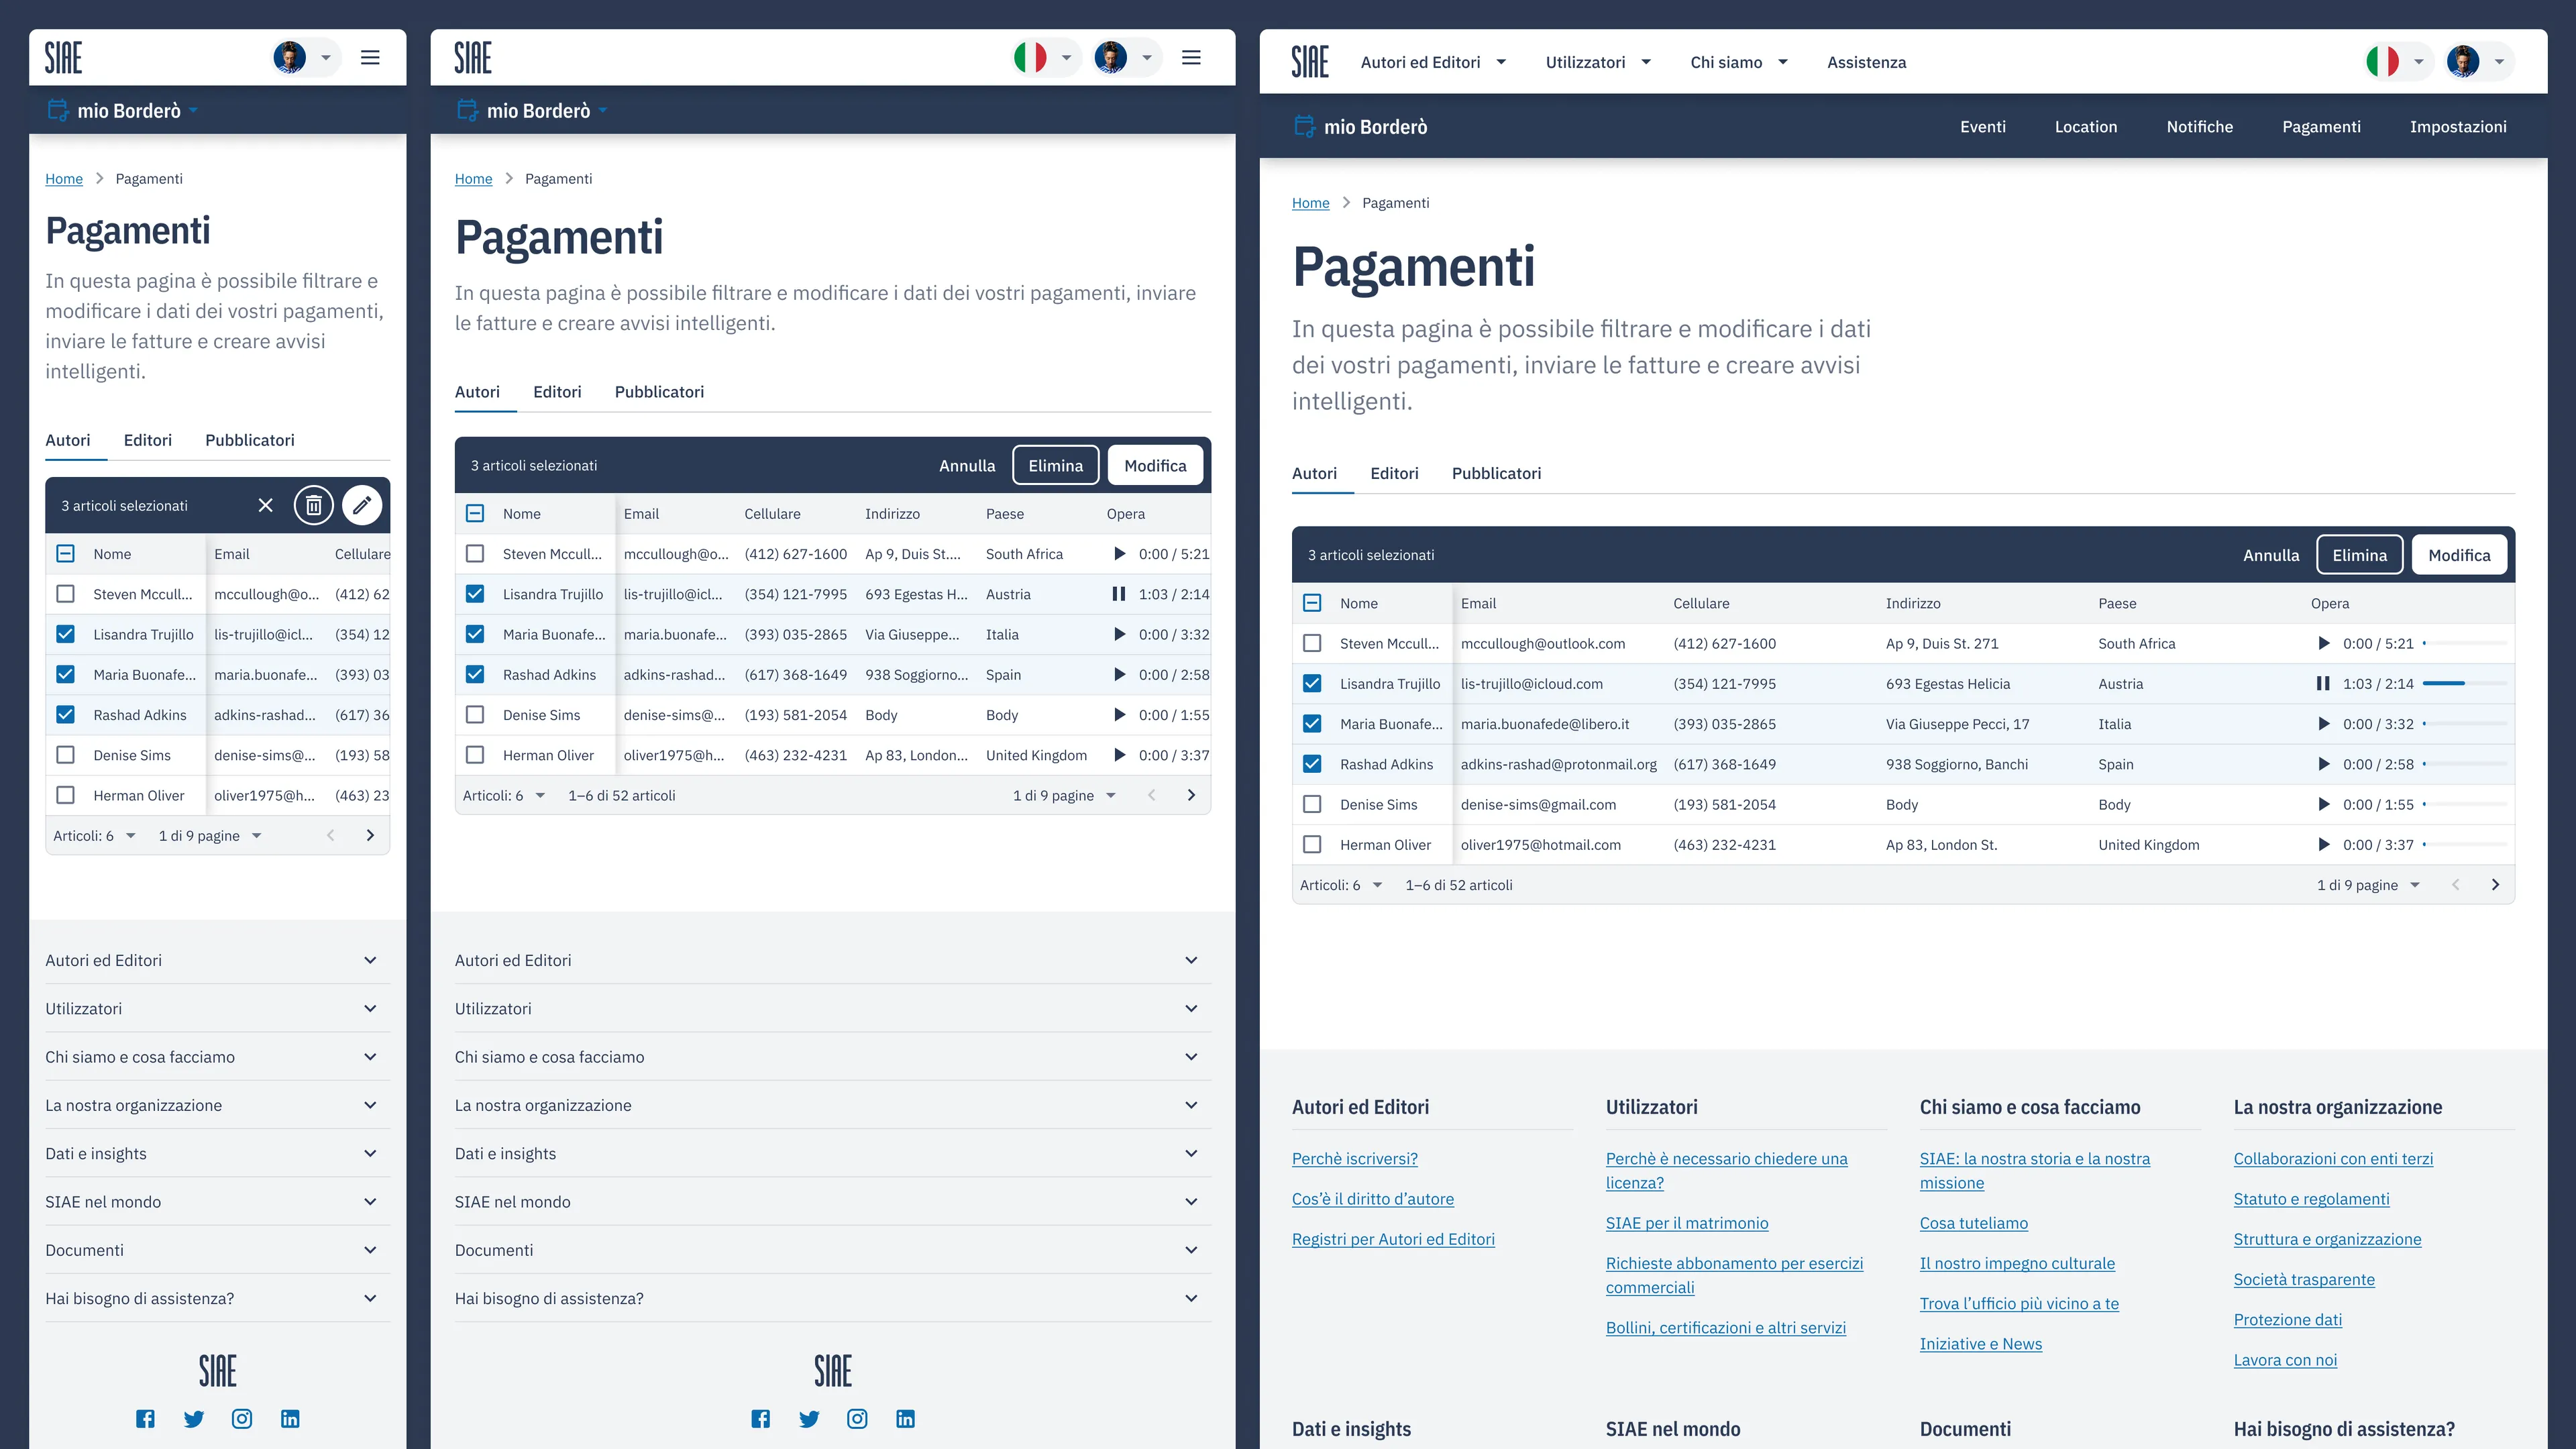 SIAE
mio Borderò
Home > Pagamenti
Pagamenti
In questa pagina è possibile filtrare e
modificare i dati dei vostri pagamenti,
inviare le fatture e creare avvisi
intelligenti.
Autori Editori Pubblicatori
3 articoli selezionati
Nome Email Cellulare
Steven Mccull... mccullough@o... (412) 62
Lisandra Trujillo lis-trujillo@icl... (354) 12
Maria Buonafe... maria.buonafe... (393) 03
Rashad Adkins adkins-rashad... (617) 36
Denise Sims denise-sims@... (193) 58
Herman Oliver oliver1975@h... (463) 23
Articoli: 6 1 di 9 pagine
Autori ed Editori
Utilizzatori
Chi siamo e cosa facciamo
La nostra organizzazione
Dati e insights
SIAE nel mondo
Documenti
Hai bisogno di assistenza?
SIAE
SIAE
mio Borderò
Home > Pagamenti
Pagamenti
In questa pagina è possibile filtrare e modificare i dati dei vostri pagamenti, inviare
le fatture e creare avvisi intelligenti.
Autori Editori Pubblicatori
3 articoli selezionati Annulla Elimina Modifica
Nome Email Cellulare Indirizzo Paese Opera
Steven Mccull... mccullough@o... (412) 627-1600 Ap 9, Duis St.... South Africa 0:00 / 5:21
Lisandra Trujillo lis-trujillo@icl... (354) 121-7995 693 Egestas H... Austria 1:03 / 2:14
Maria Buonafe... maria.buonafe... (393) 035-2865 Via Giuseppe... Italia 0:00 / 3:32
Rashad Adkins adkins-rashad... (617) 368-1649 938 Soggiorno... Spain 0:00 / 2:58
Denise Sims denise-sims@... (193) 581-2054 Body Body 0:00 / 1:55
Herman Oliver oliver1975@h... (463) 232-4231 Ap 83, London... United Kingdom 0:00 / 3:37
Articoli: 6 1–6 di 52 articoli 1 di 9 pagine
Autori ed Editori
Utilizzatori
Chi siamo e cosa facciamo
La nostra organizzazione
Dati e insights
SIAE nel mondo
Documenti
Hai bisogno di assistenza?
SIAE
SIAE Autori ed Editori Utilizzatori Chi siamo Assistenza
mio Borderò Eventi Location Notifiche Pagamenti Impostazioni
Home > Pagamenti
Pagamenti
In questa pagina è possibile filtrare e modificare i dati
dei vostri pagamenti, inviare le fatture e creare avvisi
intelligenti.
Autori Editori Pubblicatori
3 articoli selezionati Annulla Elimina Modifica
Nome Email Cellulare Indirizzo Paese Opera
Steven Mccull... mccullough@outlook.com (412) 627-1600 Ap 9, Duis St. 271 South Africa 0:00 / 5:21
Lisandra Trujillo lis-trujillo@icloud.com (354) 121-7995 693 Egestas Helicia Austria 1:03 / 2:14
Maria Buonafe... maria.buonafede@libero.it (393) 035-2865 Via Giuseppe Pecci, 17 Italia 0:00 / 3:32
Rashad Adkins adkins-rashad@protonmail.org (617) 368-1649 938 Soggiorno, Banchi Spain 0:00 / 2:58
Denise Sims denise-sims@gmail.com (193) 581-2054 Body Body 0:00 / 1:55
Herman Oliver oliver1975@hotmail.com (463) 232-4231 Ap 83, London St. United Kingdom 0:00 / 3:37
Articoli: 6 1–6 di 52 articoli 1 di 9 pagine
Autori ed Editori
Perchè iscriversi?
Cos’è il diritto d’autore
Registri per Autori ed Editori
Utilizzatori
Perchè è necessario chiedere una
licenza?
SIAE per il matrimonio
Richieste abbonamento per esercizi
commerciali
Bollini, certificazioni e altri servizi
Chi siamo e cosa facciamo
SIAE: la nostra storia e la nostra
missione
Cosa tuteliamo
Il nostro impegno culturale
Trova l’ufficio più vicino a te
Iniziative e News
La nostra organizzazione
Collaborazioni con enti terzi
Statuto e regolamenti
Struttura e organizzazione
Società trasparente
Protezione dati
Lavora con noi
Dati e insights SIAE nel mondo Documenti Hai bisogno di assistenza?